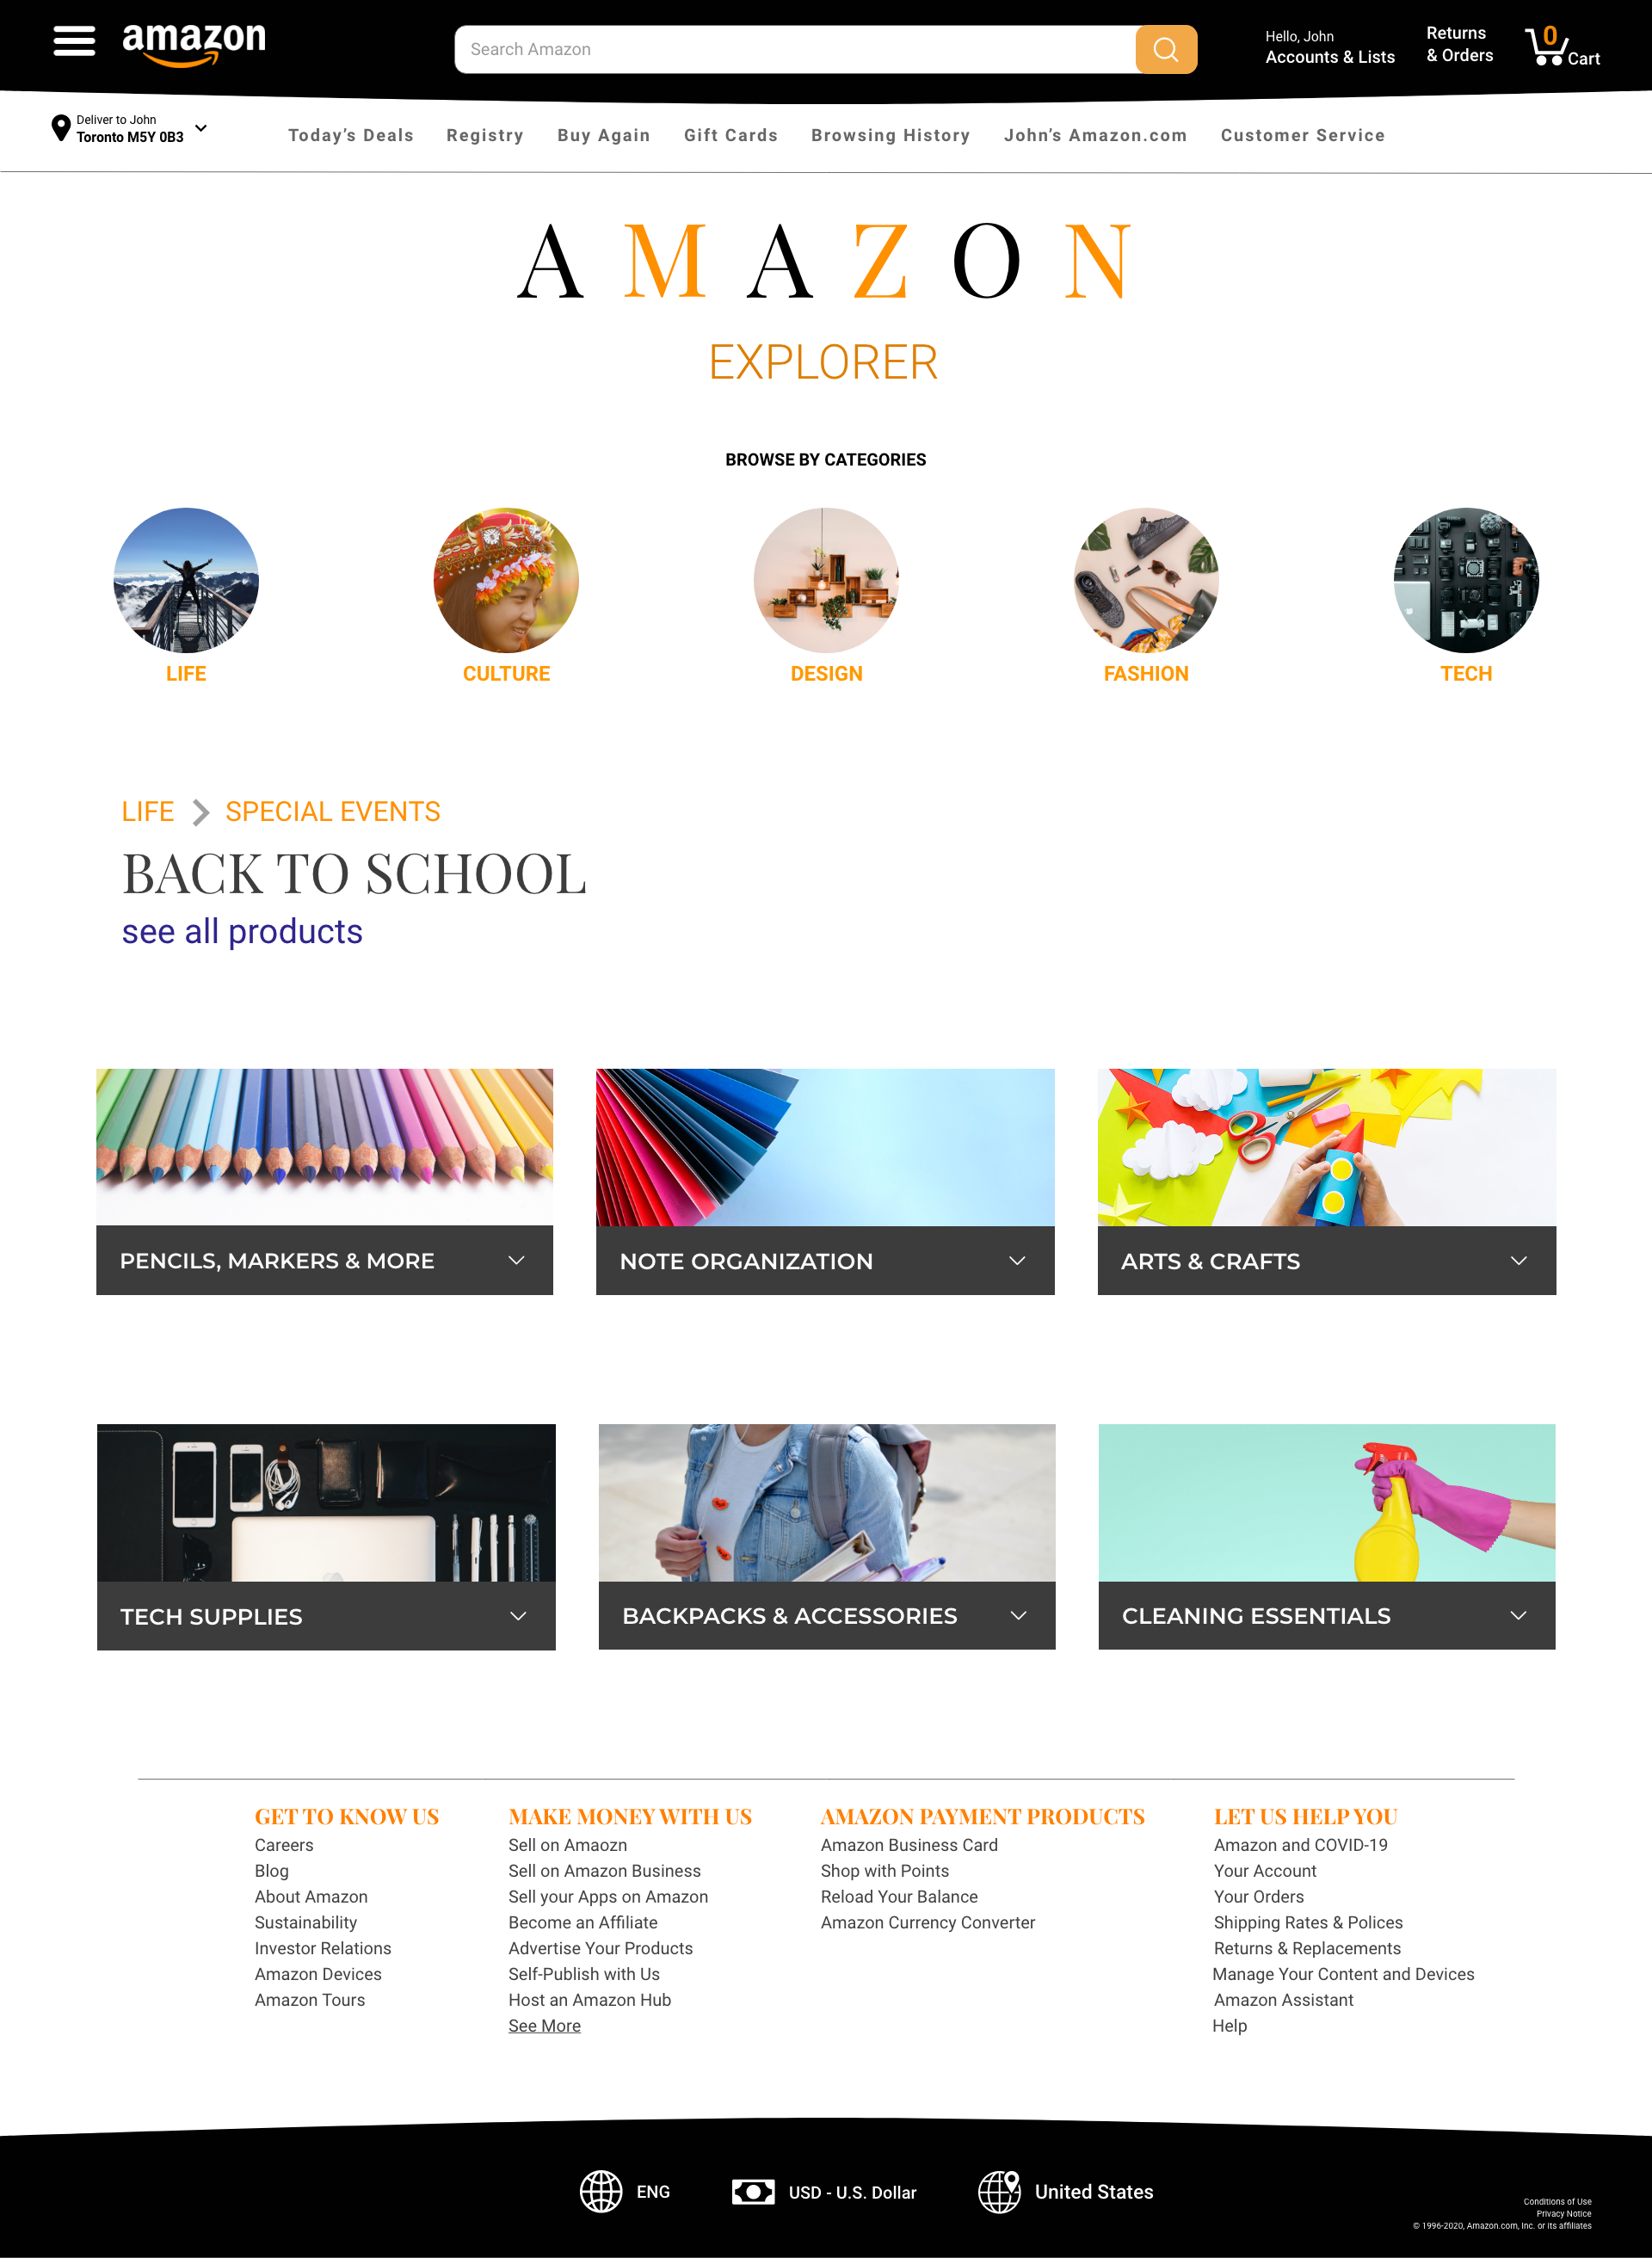 amazon
Search Amazon
Hello, John
Accounts & Lists
Returns
& Orders
0
Cart
Deliver to John
Toronto M5Y 0B3
Today’s Deals
Registry
Buy Again
Gift Cards
Browsing History
John’s Amazon.com
Customer Service
AMAZON
EXPLORER
BROWSE BY CATEGORIES
LIFE
CULTURE
DESIGN
FASHION
TECH
LIFE
SPECIAL EVENTS
BACK TO SCHOOL
see all products
PENCILS, MARKERS & MORE
NOTE ORGANIZATION
ARTS & CRAFTS
TECH SUPPLIES
BACKPACKS & ACCESSORIES
CLEANING ESSENTIALS
GET TO KNOW US
Careers
Blog
About Amazon
Sustainability
Investor Relations
Amazon Devices
Amazon Tours
MAKE MONEY WITH US
Sell on Amaozn
Sell on Amazon Business
Sell your Apps on Amazon
Become an Affiliate
Advertise Your Products
Self-Publish with Us
Host an Amazon Hub
See More
AMAZON PAYMENT PRODUCTS
Amazon Business Card
Shop with Points
Reload Your Balance
Amazon Currency Converter
LET US HELP YOU
Amazon and COVID-19
Your Account
Your Orders
Shipping Rates & Polices
Returns & Replacements
Manage Your Content and Devices
Amazon Assistant
Help
ENG
USD - U.S. Dollar
United States
Conditions of Use
Privacy Notice
© 1996-2020, Amazon.com, Inc. or its affiliates